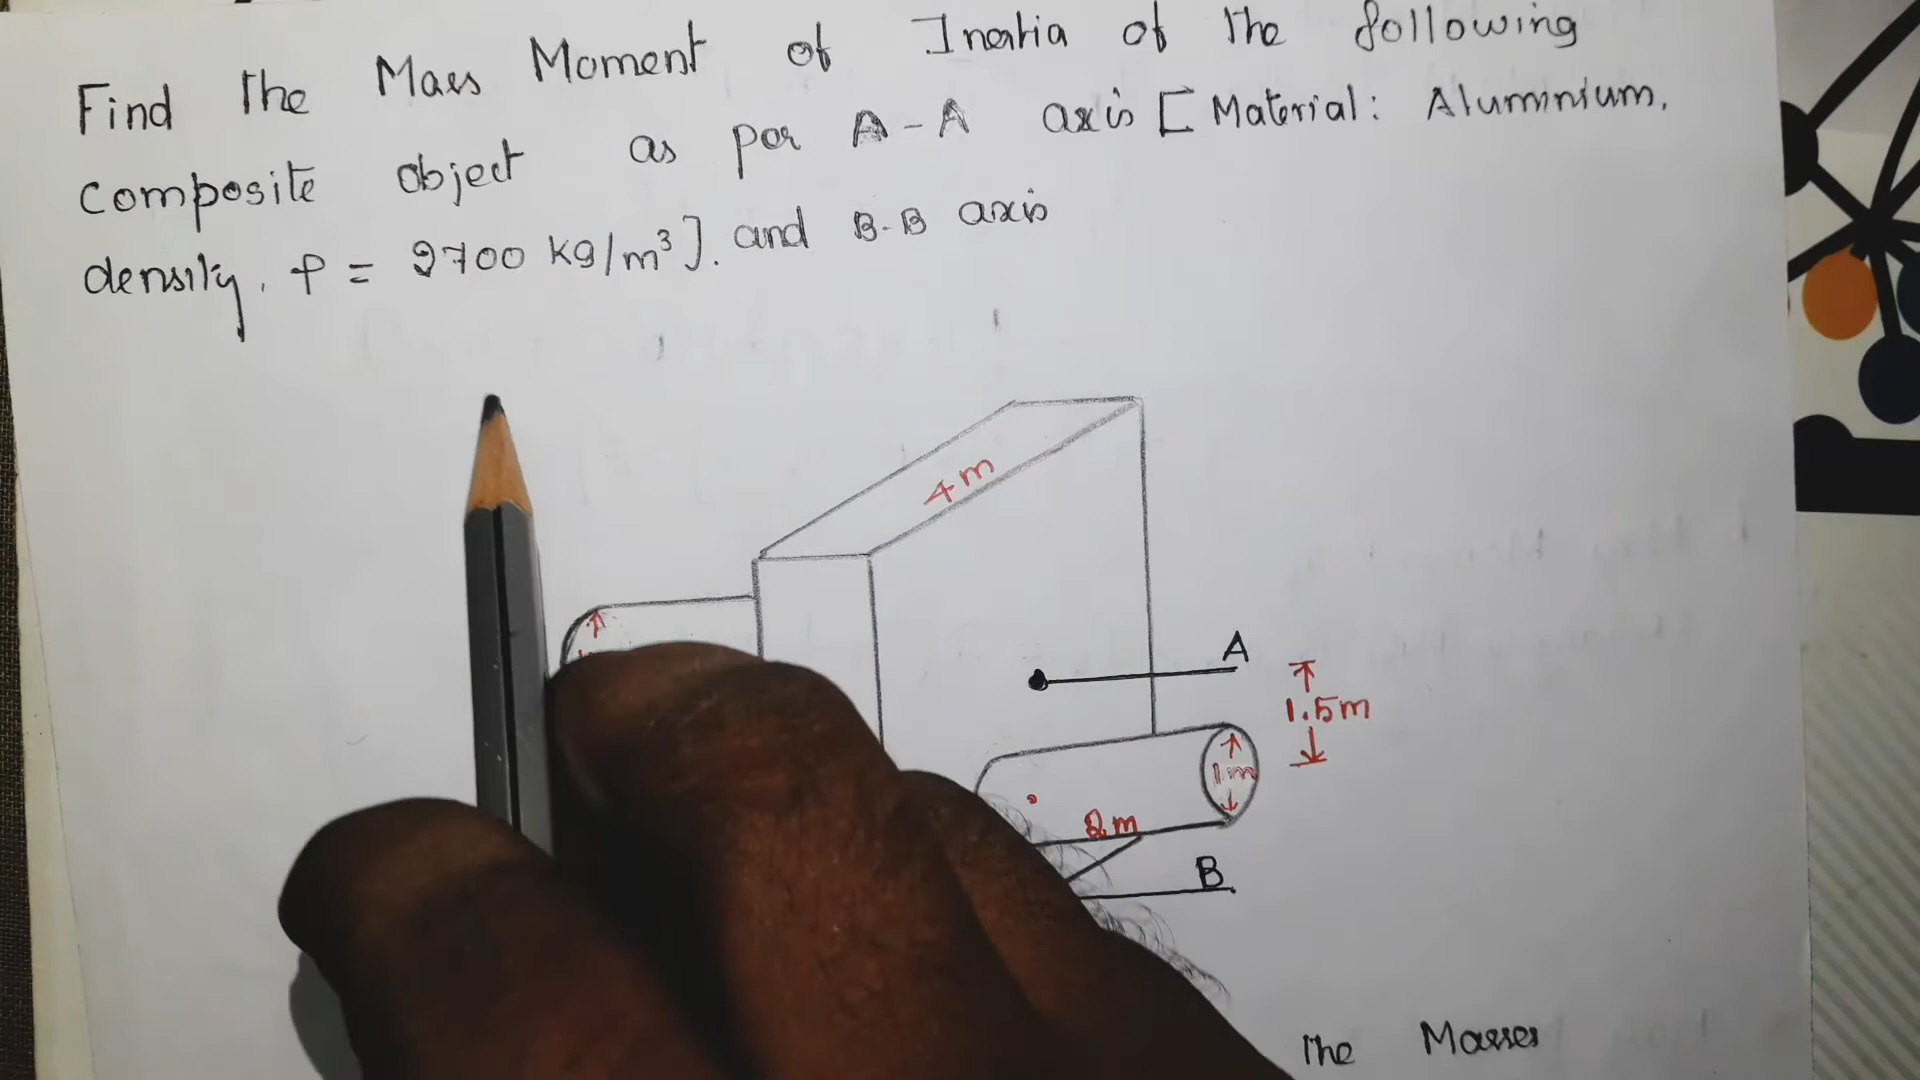 Find the Mass Moment of Inertia of the following
composite object as per A-A axis [Material: Aluminium,
density, ρ = 2700 kg/m³]. and B-B axis
4m
A
1.5m
1m
2m
B
The Masses